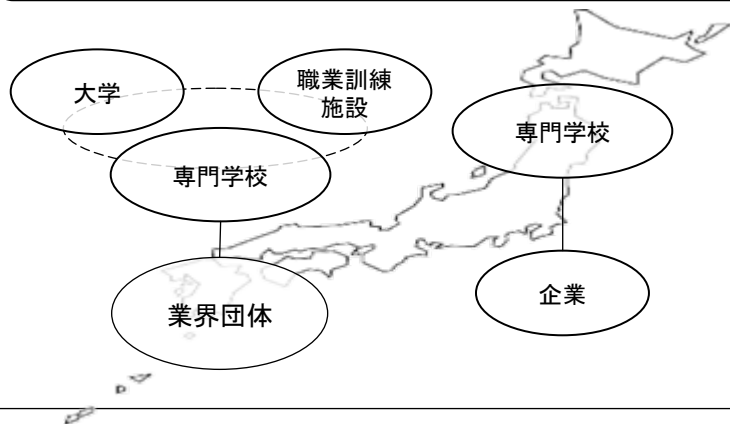 大学
職業訓練
施設
専門学校
専門学校
業界団体
企業